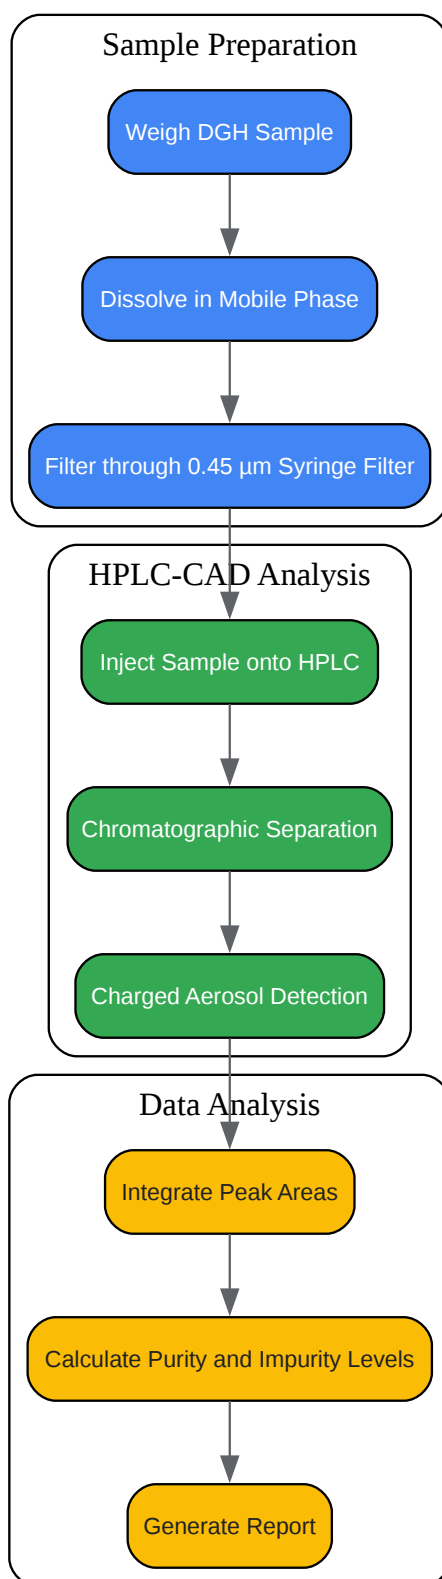 Sample Preparation
Weigh DGH Sample
Dissolve in Mobile Phase
Filter through 0.45 µm Syringe Filter
HPLC-CAD Analysis
Inject Sample onto HPLC
Chromatographic Separation
Charged Aerosol Detection
Data Analysis
Integrate Peak Areas
Calculate Purity and Impurity Levels
Generate Report